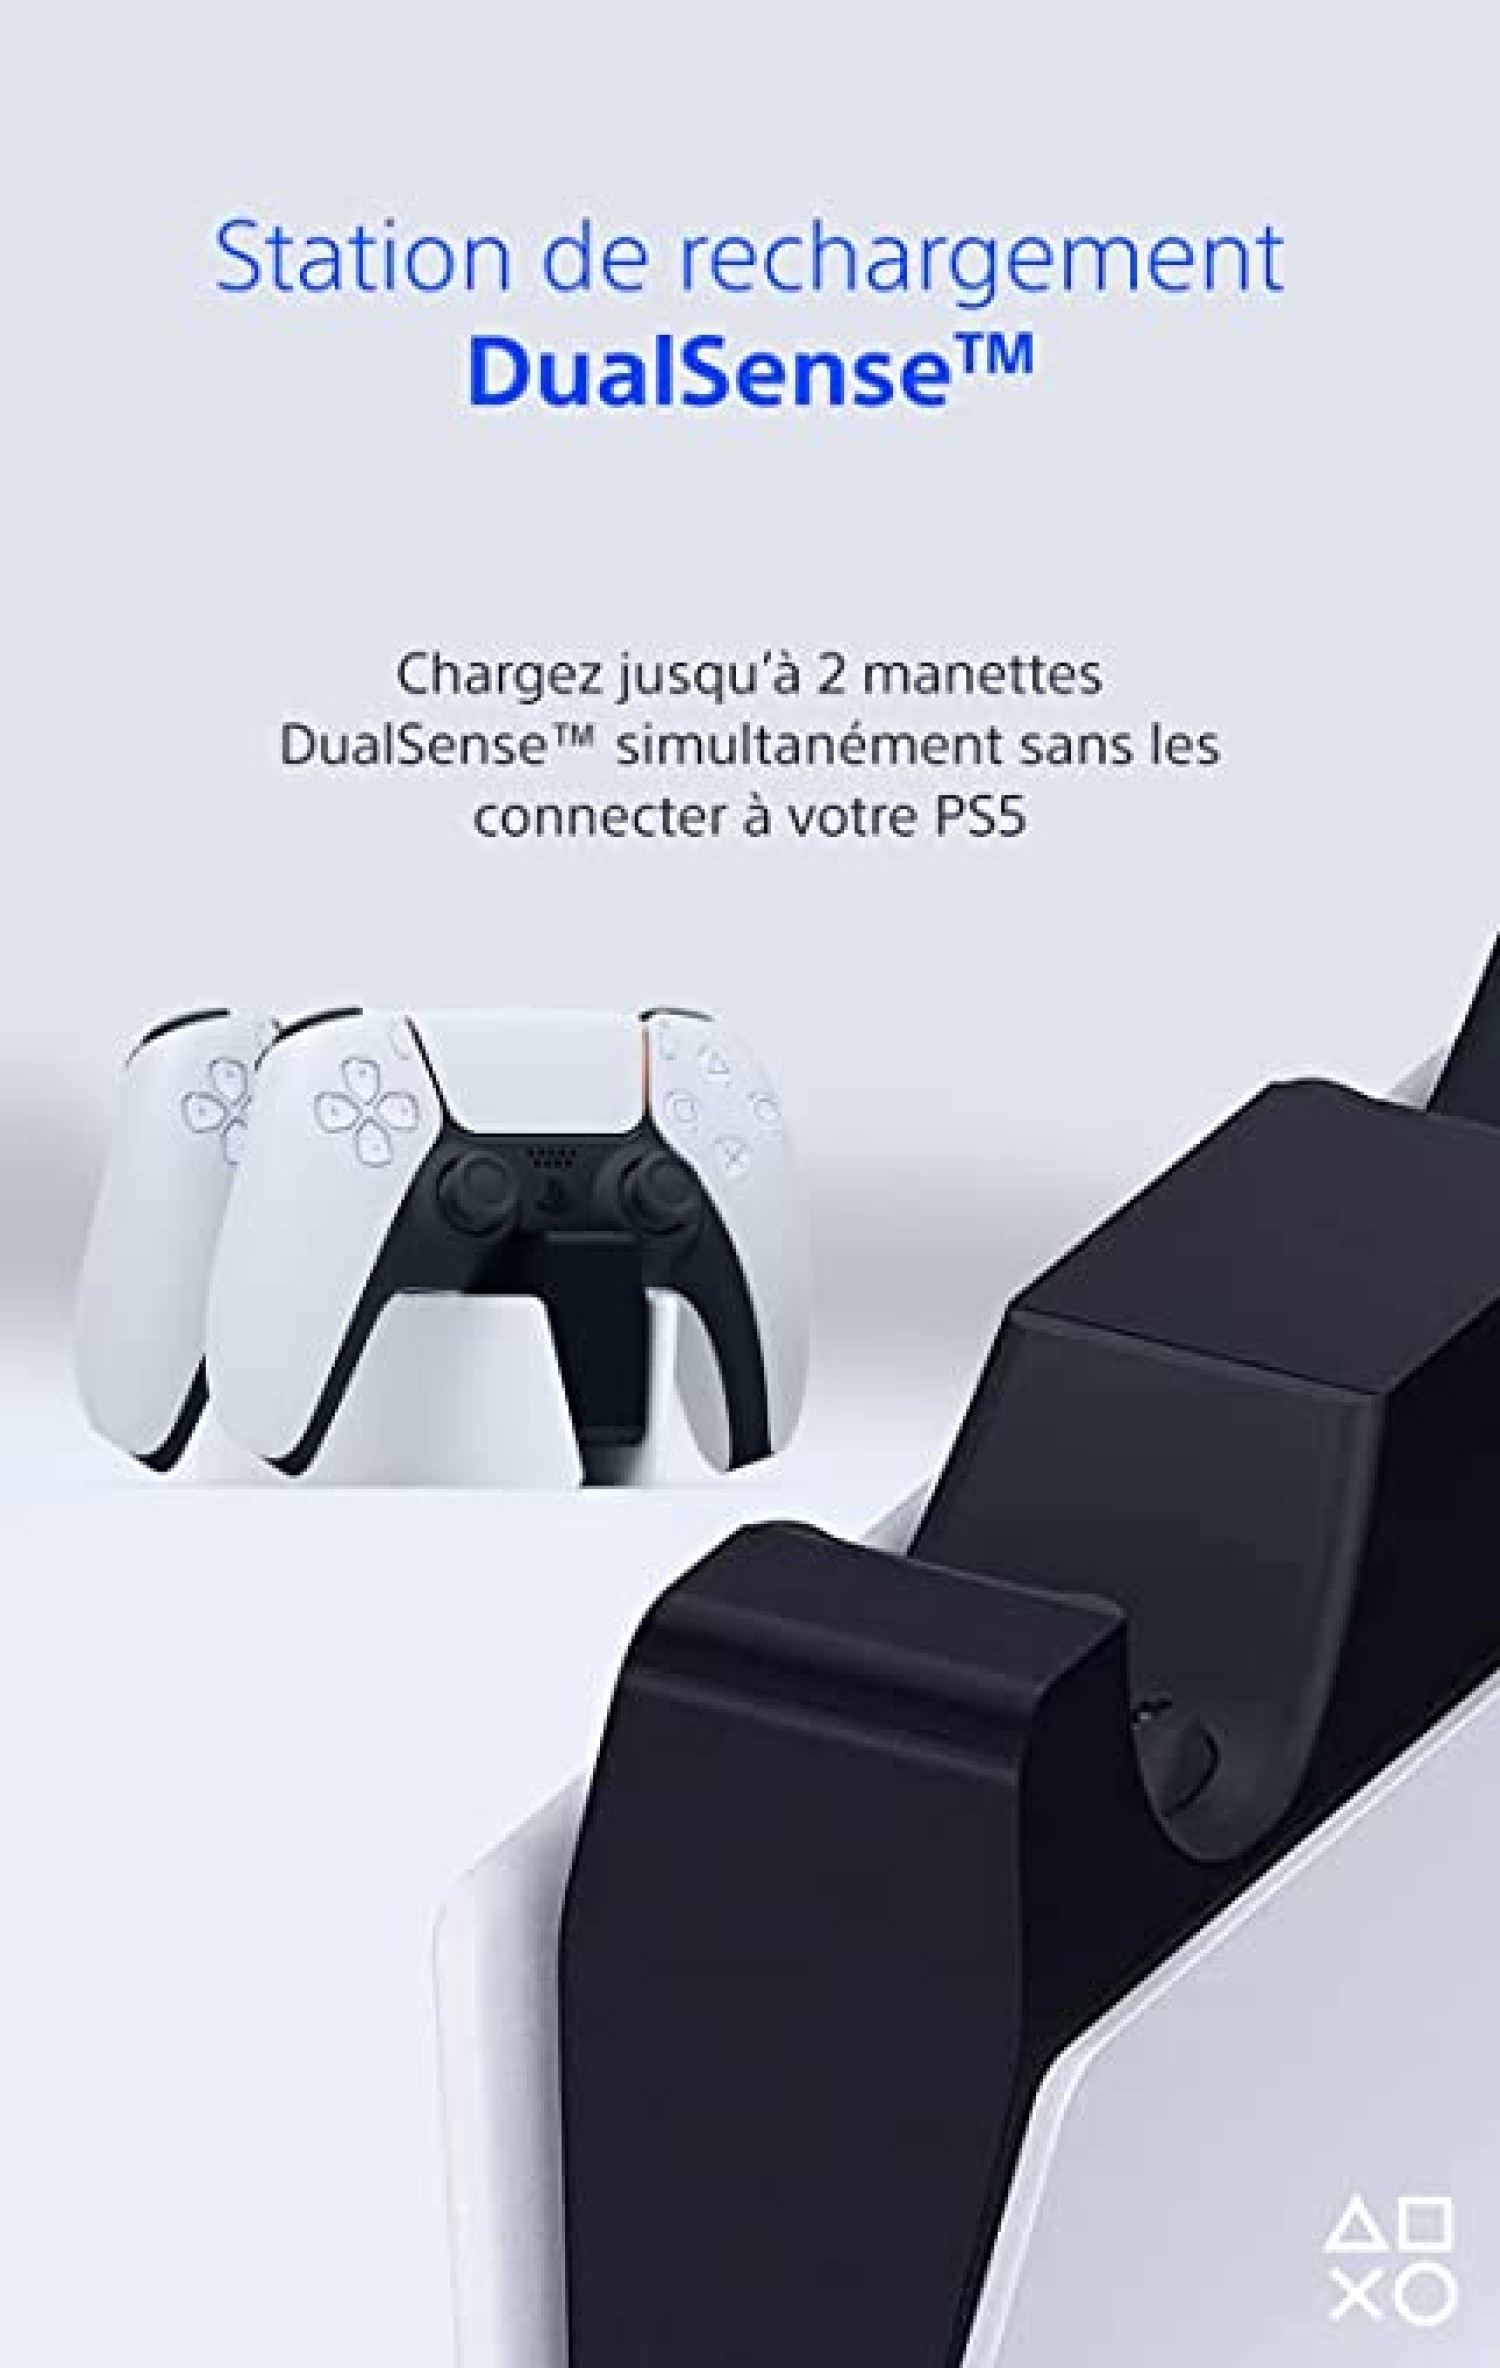 Station de rechargement
DualSense™
Chargez jusqu'à 2 manettes
DualSense™ simultanément sans les
connecter à votre PS5